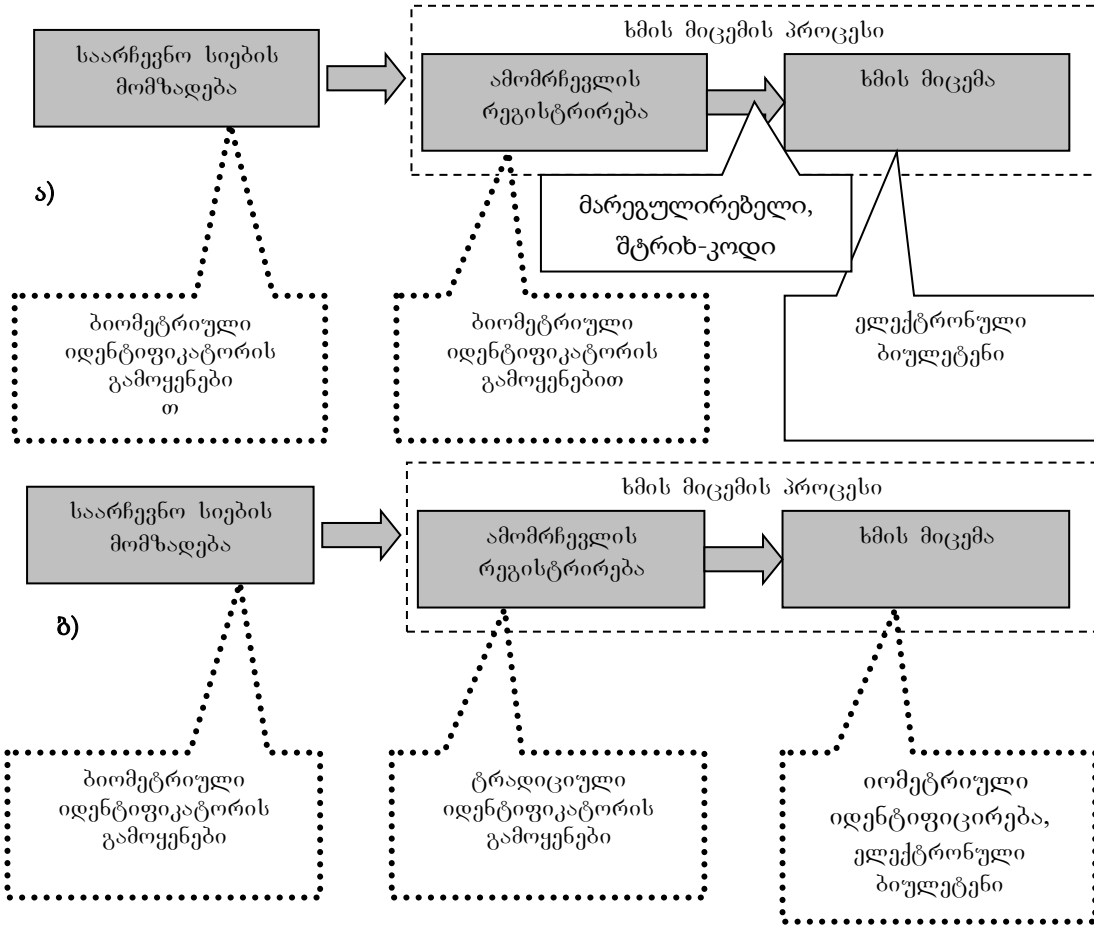 ხმის მიცემის პროცესი
საარჩევნო სიების
მომზადება
ამომრჩევლის
რეგისტრირება
ხმის მიცემა
ა)
მარეგულირებელი,
შტრიხ-კოდი
ბიომეტრიული
იდენტიფიკატორის
გამოყენები
თ
ბიომეტრიული
იდენტიფიკატორის
გამოყენებით
ელექტრონული
ბიულეტენი
ხმის მიცემის პროცესი
საარჩევნო სიების
მომზადება
ამომრჩევლის
რეგისტრირება
ხმის მიცემა
ბ)
ბიომეტრიული
იდენტიფიკატორის
გამოყენები
ტრადიციული
იდენტიფიკატორის
გამოყენები
იომეტრიული
იდენტიფიცირება,
ელექტრონული
ბიულეტენი